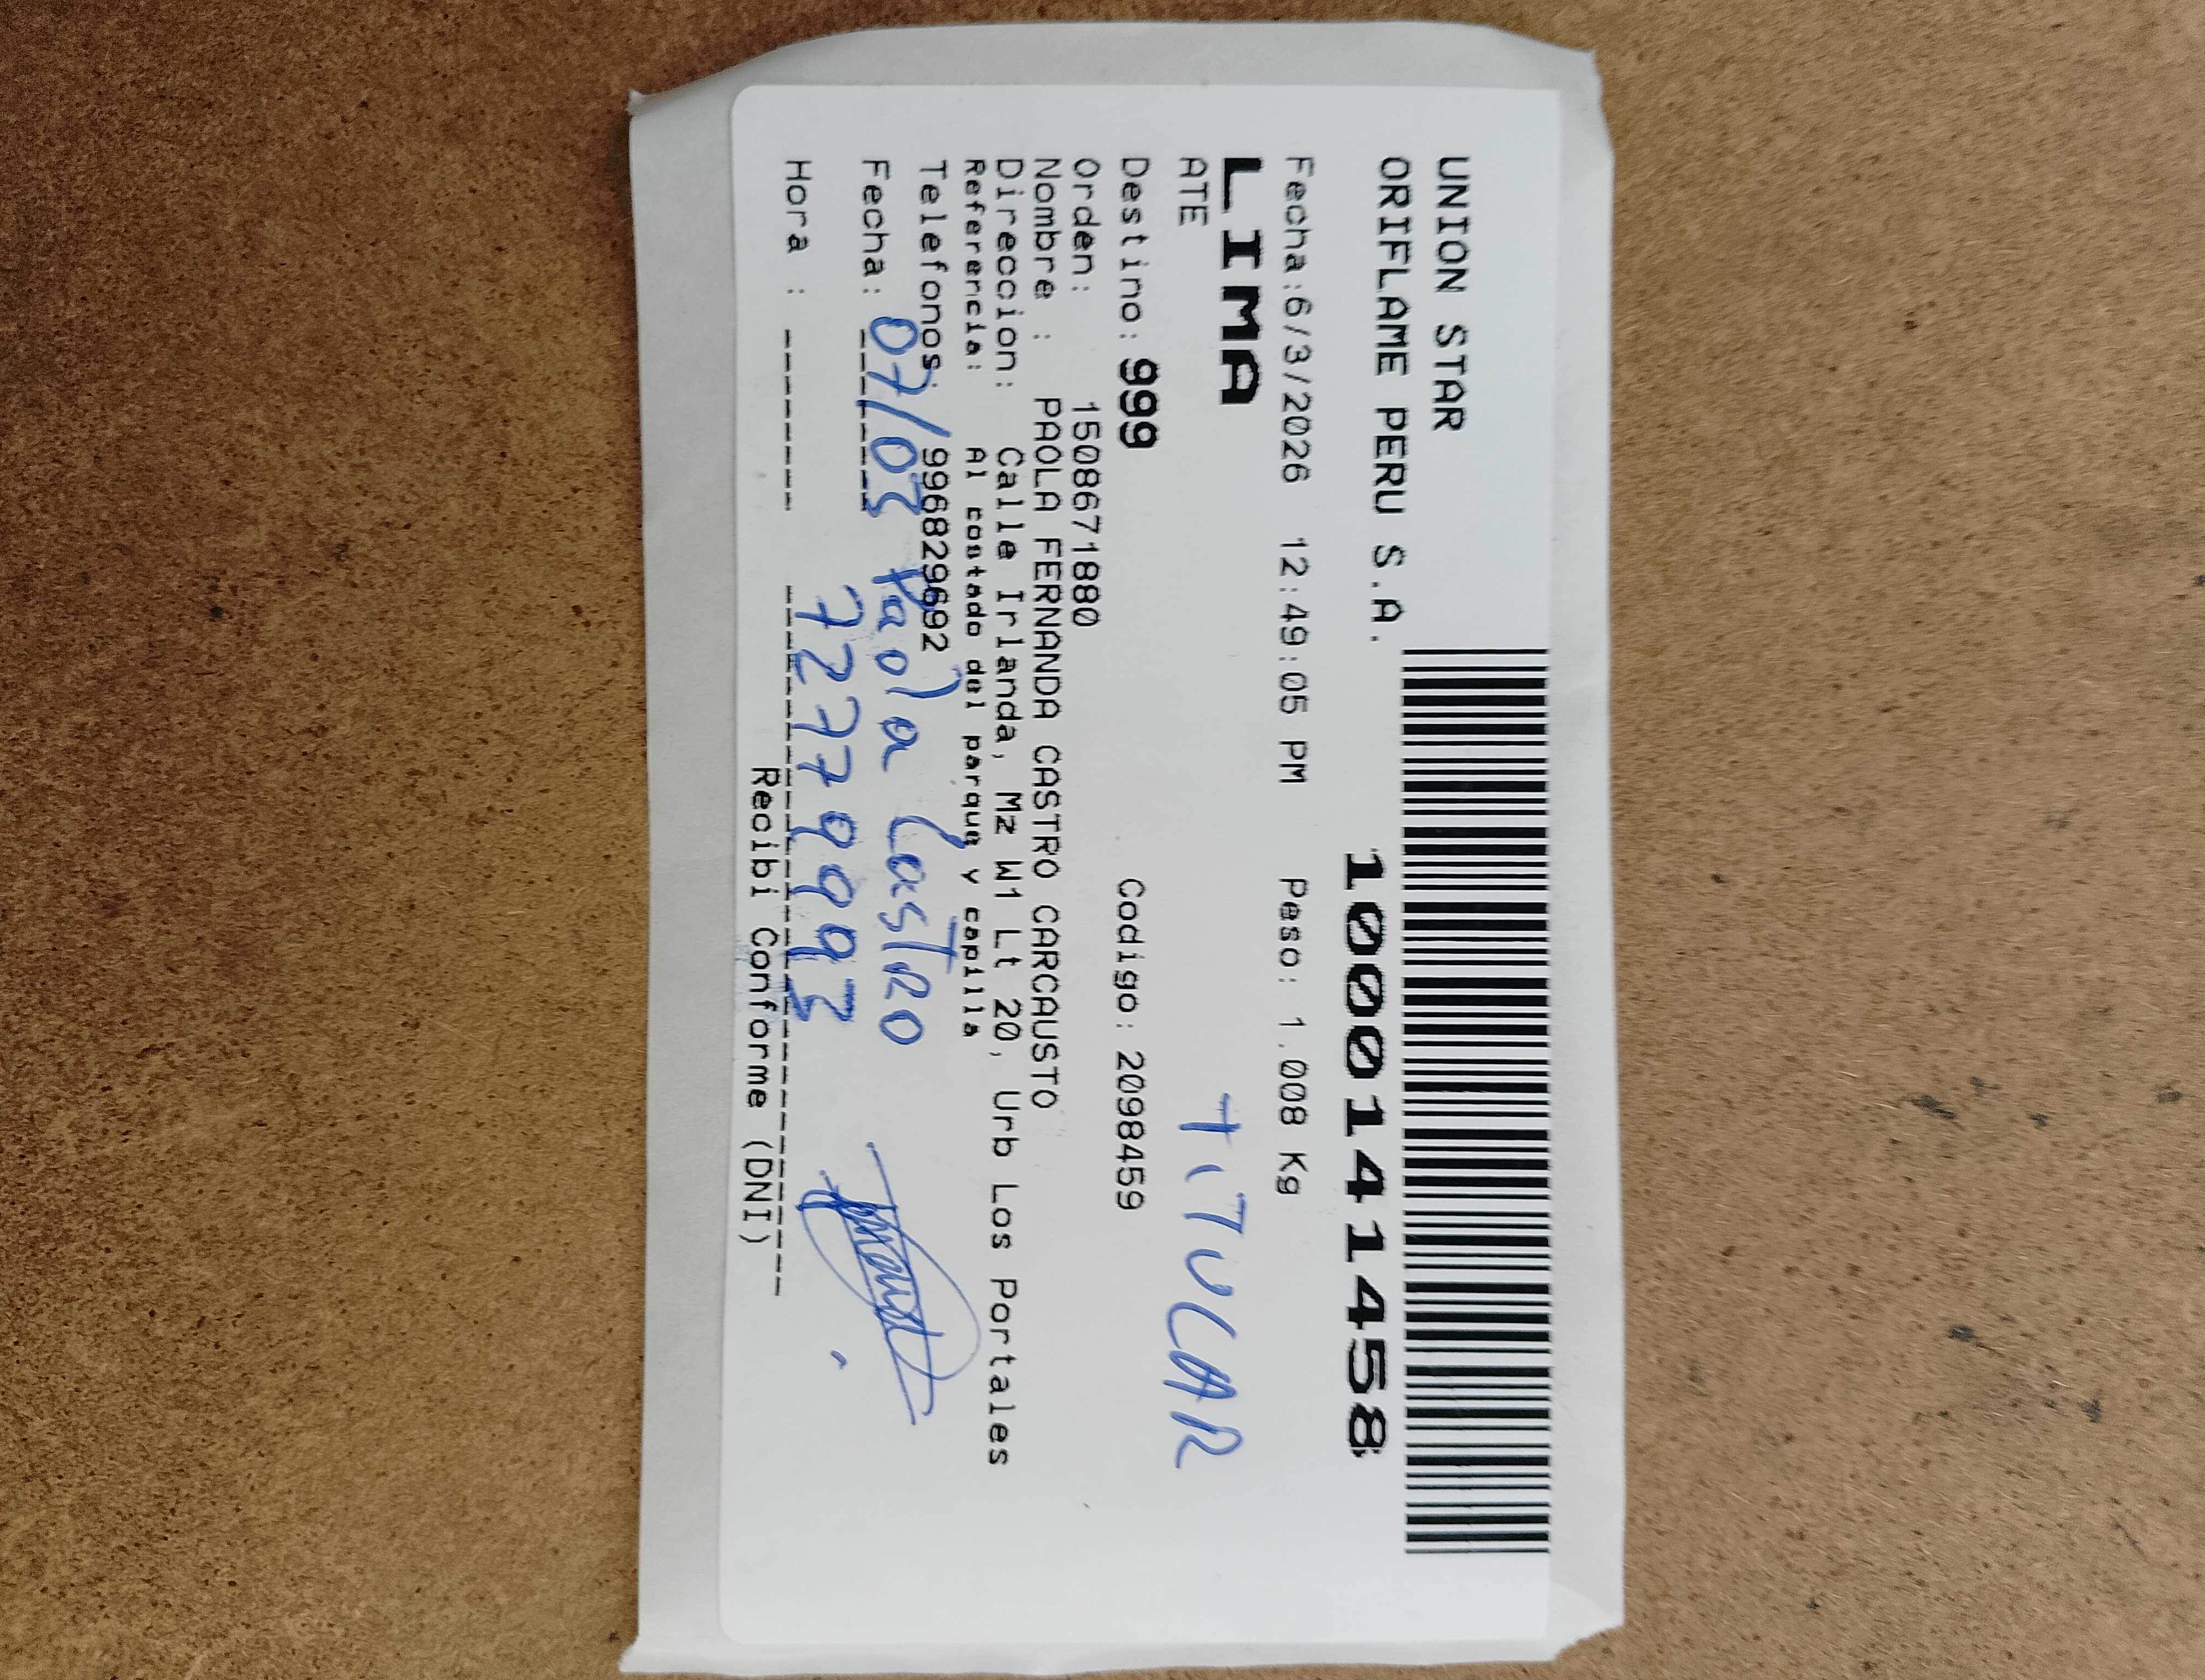 UNION STAR
ORIFLAME PERU S.A.
100014141458
Fecha:6/3/2026 12:49:05 PM Peso: 1.008 Kg
LIMA
ATE TITULAR
Destino: 999 Codigo: 2098459
Orden: 1508671880
Nombre : PAOLA FERNANDA CASTRO CARCAUSTO
Direccion: Calle Irlanda, Mz W1 Lt 20, Urb Los Portales
Referencia: Al costado del parque y capilla
Telefonos: 996829692
Fecha: 07/03 Paola Castro
Hora : 72779993
Recibi Conforme (DNI)